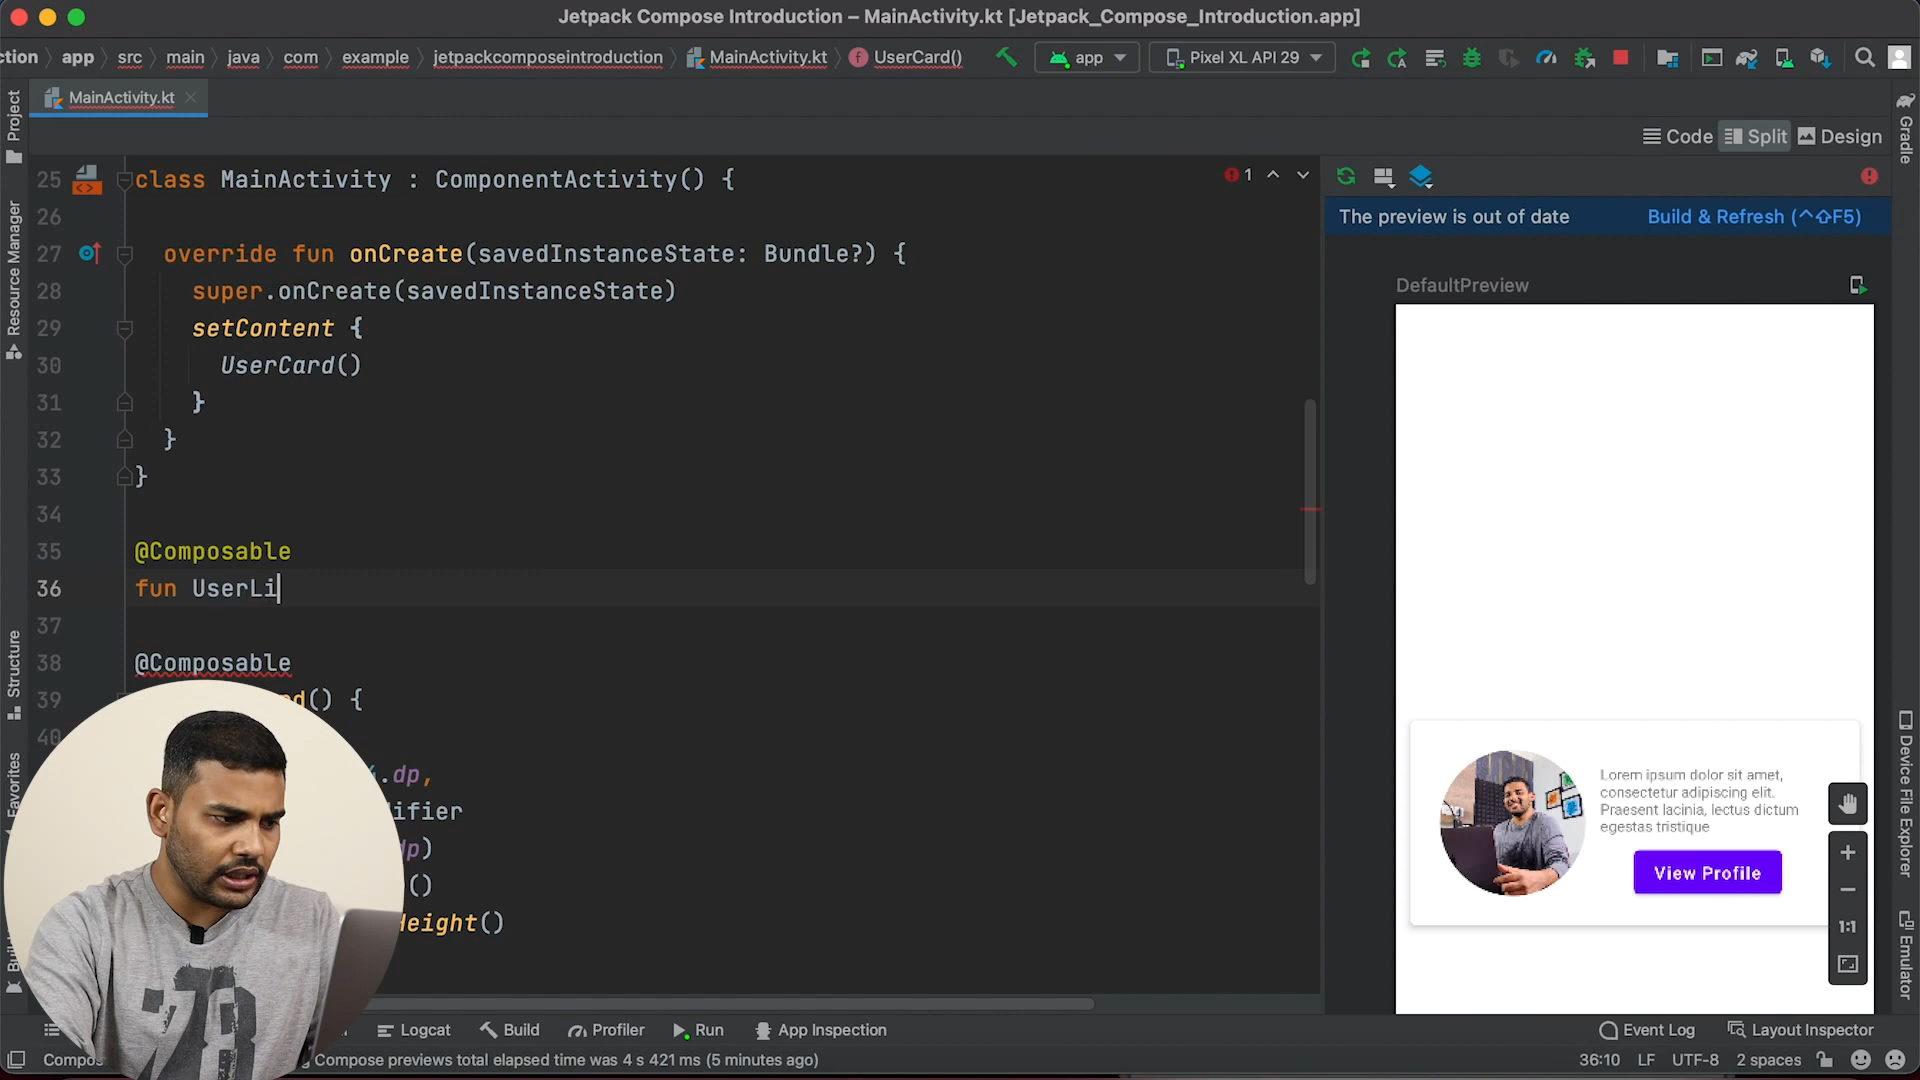 Jetpack Compose Introduction – MainActivity.kt [Jetpack_Compose_Introduction.app]
ction app src main java com example jetpackcomposeintroduction MainActivity.kt UserCard() app Pixel XL API 29
MainActivity.kt
Code Split Design
Project
Resource Manager
Structure
Favorites
Gradle
Device File Explorer
Emulator
25 class MainActivity : ComponentActivity() {
1
26
27 override fun onCreate(savedInstanceState: Bundle?) {
28 super.onCreate(savedInstanceState)
29 setContent {
30 UserCard()
31 }
32 }
33 }
34
35 @Composable
36 fun UserLi
37
38 @Composable
39 () {
40
.dp,
ifier
dp)
()
Height()
The preview is out of date Build & Refresh (^⇧F5)
DefaultPreview
Lorem ipsum dolor sit amet,
consectetur adipiscing elit.
Praesent lacinia, lectus dictum
egestas tristique
View Profile
1:1
Logcat Build Profiler Run App Inspection Event Log Layout Inspector
Compose previews total elapsed time was 4 s 421 ms (5 minutes ago) 36:10 LF UTF-8 2 spaces